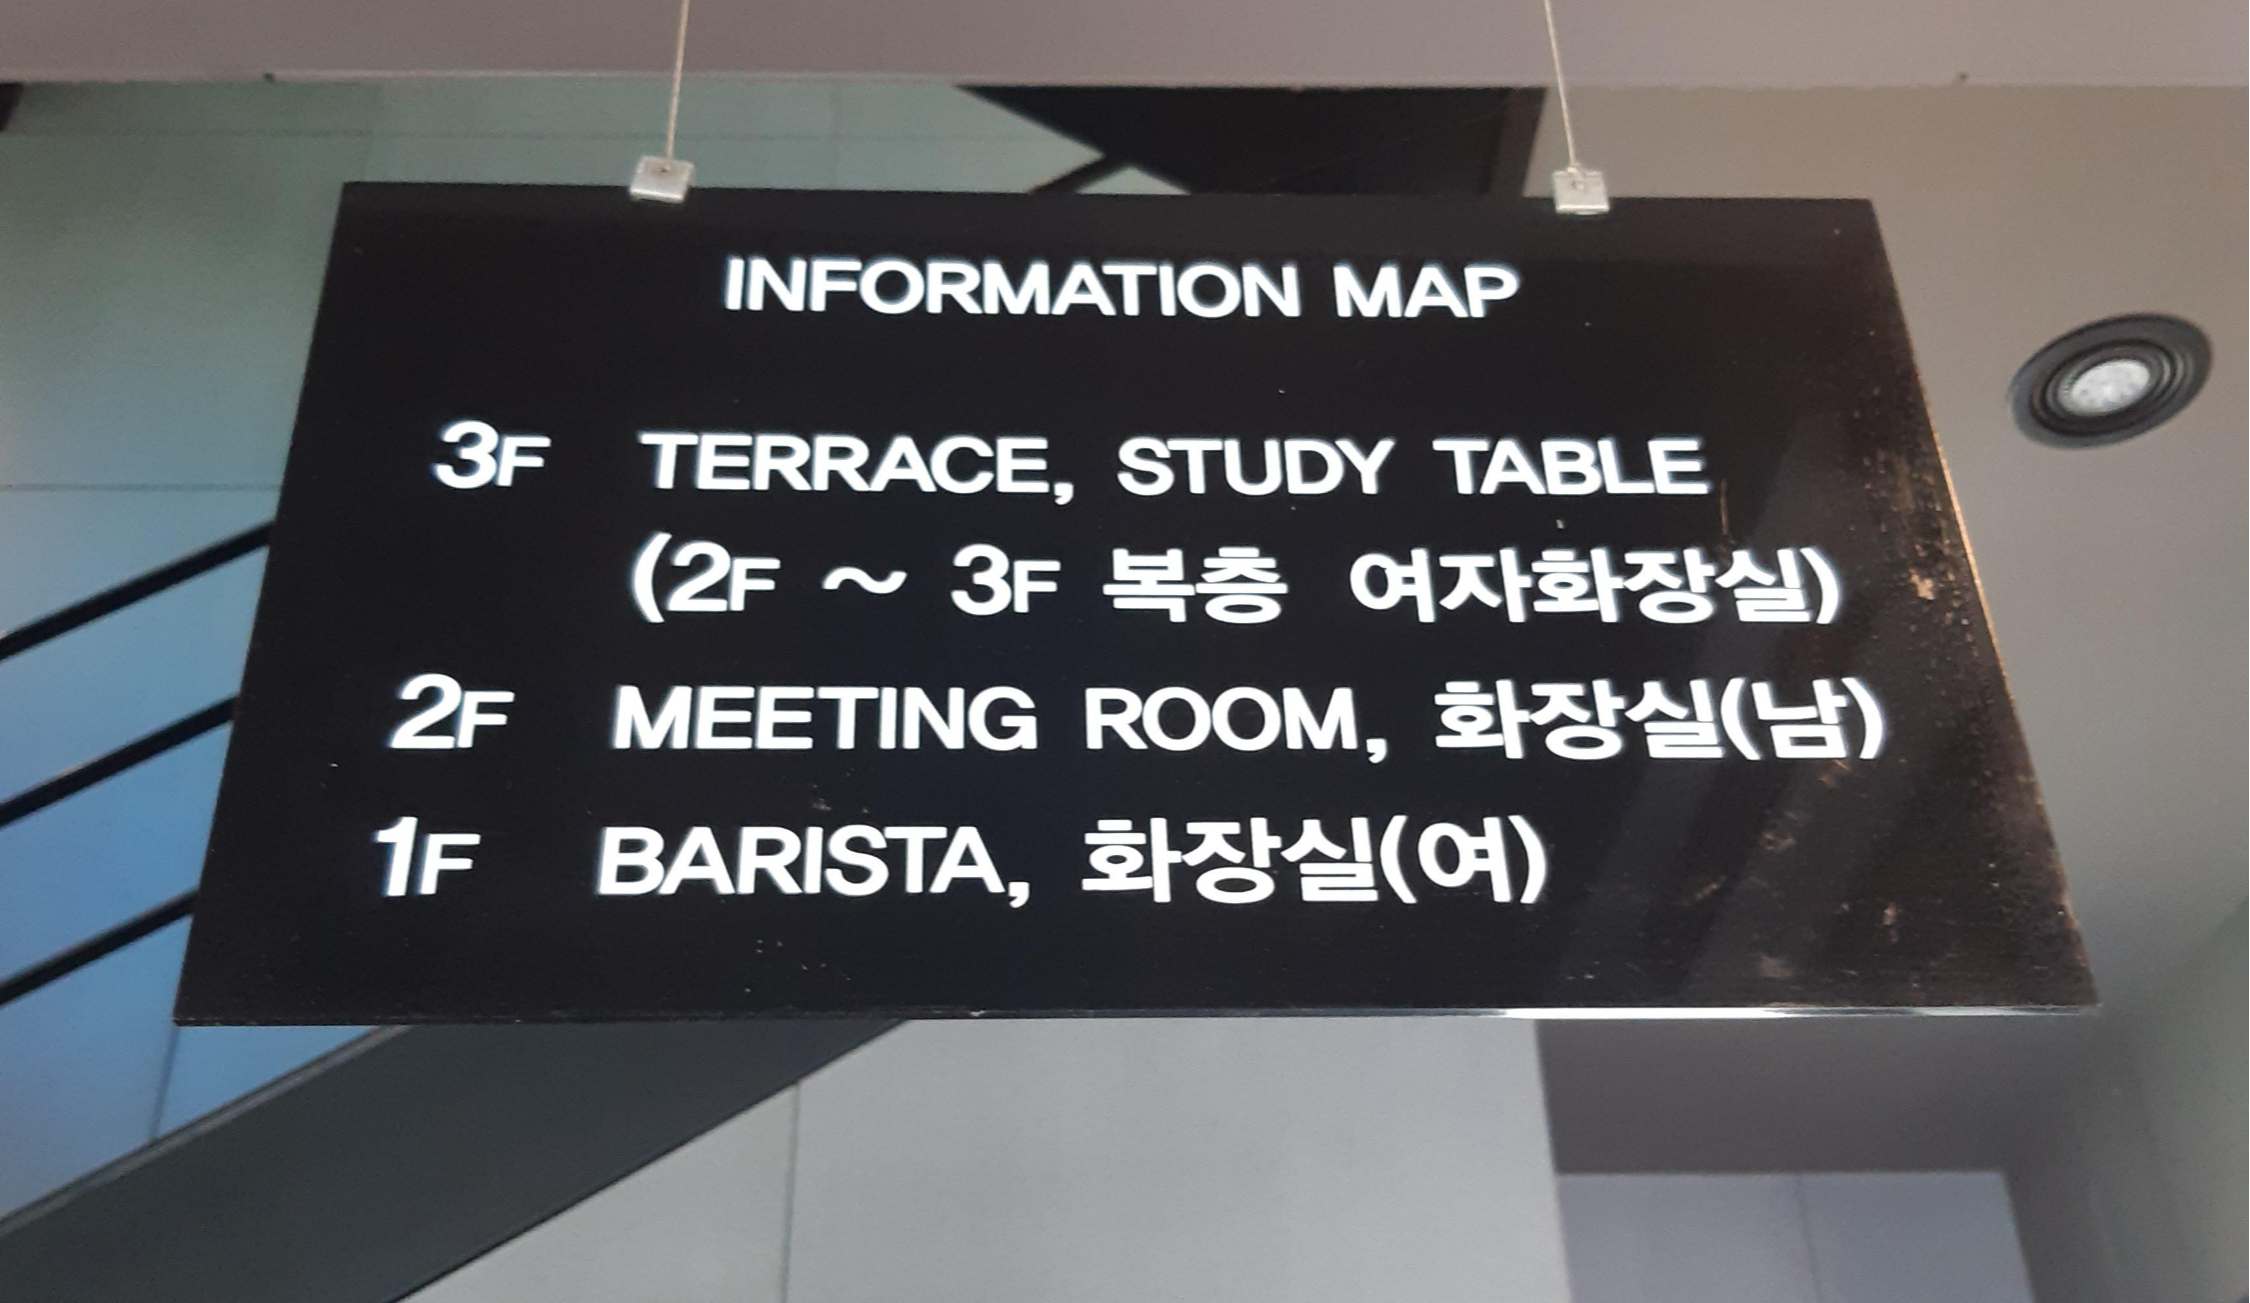 INFORMATION MAP
3F TERRACE, STUDY TABLE
(2F ~ 3F 복층 여자화장실)
2F MEETING ROOM, 화장실(남)
1F BARISTA, 화장실(여)